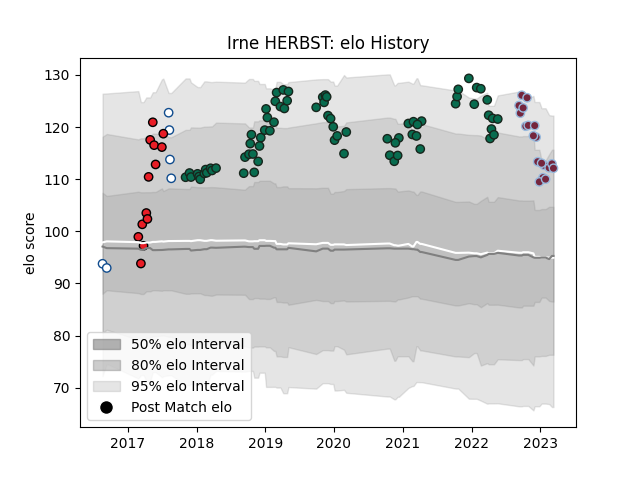 Irne HERBST: elo History
elo score
130
120
110
100
90
80
70
50% elo Interval
80% elo Interval
95% elo Interval
Post Match elo
2017 2018 2019 2020 2021 2022 2023